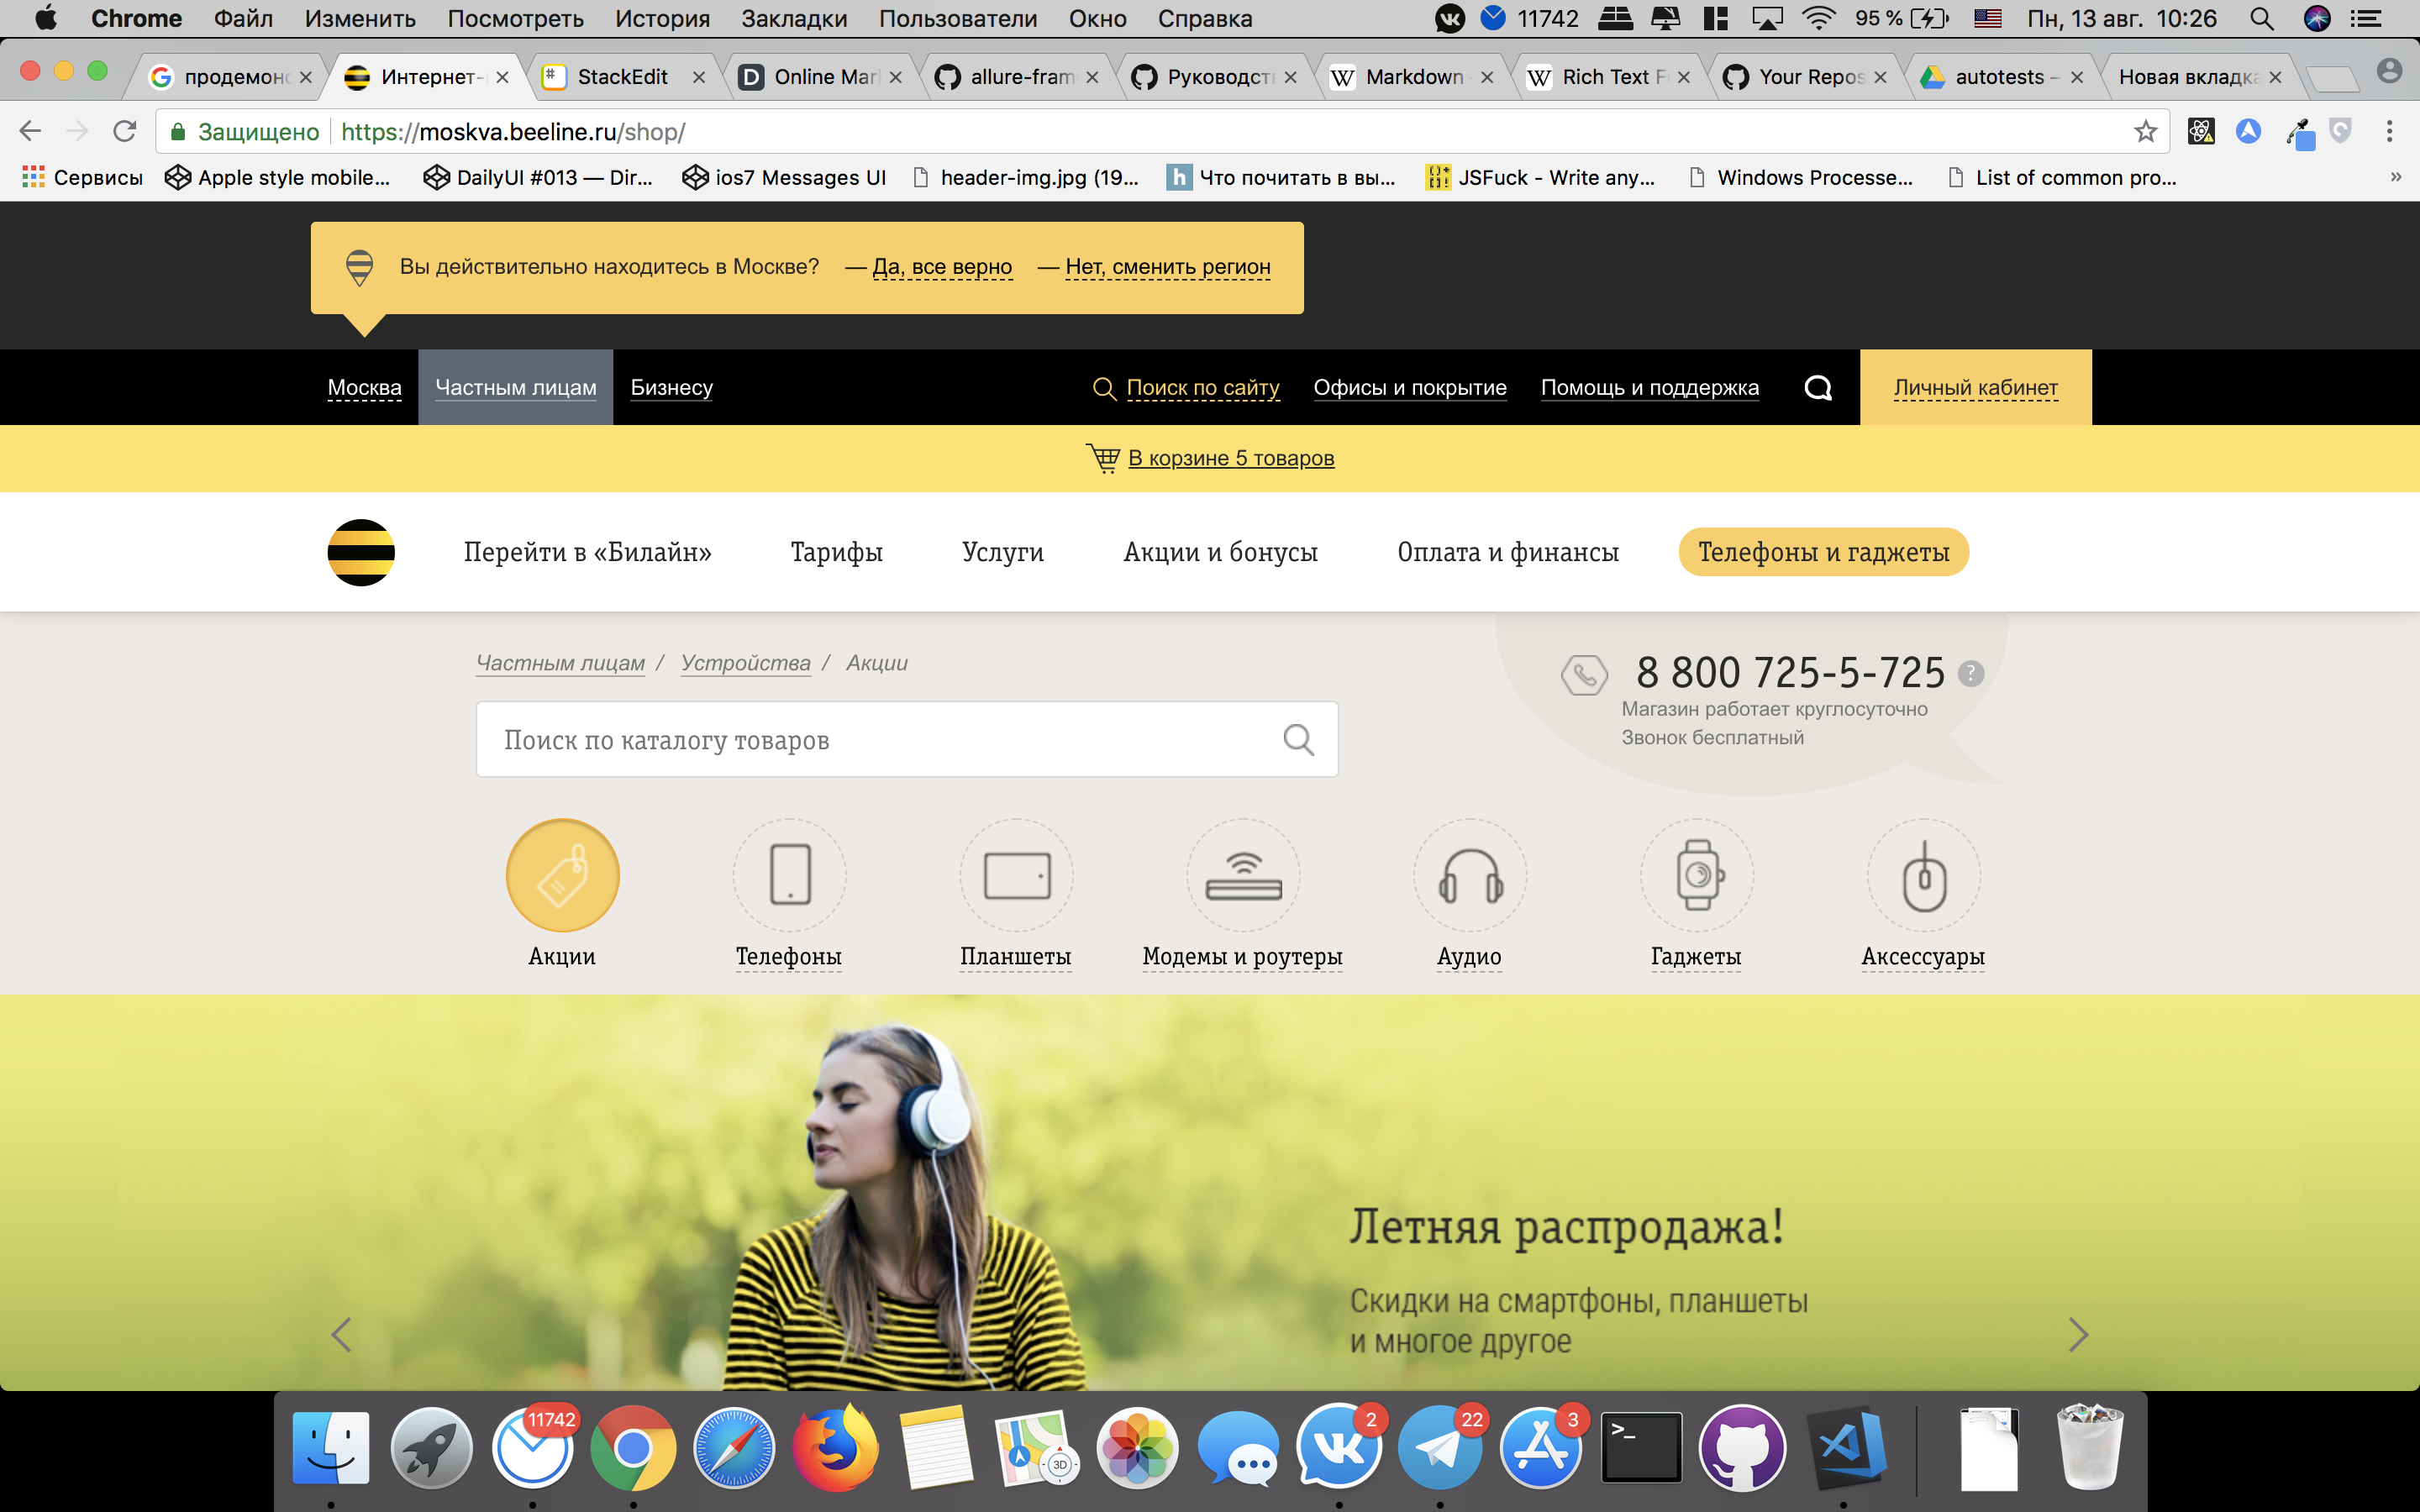 Chrome Файл Изменить Посмотреть История Закладки Пользователи Окно Справка 11742 95 % Пн, 13 авг. 10:26
продемон Интернет- StackEdit Online Mar allure-fram Руководст Markdown Rich Text F Your Repos autotests – Новая вкладка
Защищено https://moskva.beeline.ru/shop/
Сервисы Apple style mobile... DailyUI #013 — Dir... ios7 Messages UI header-img.jpg (19... Что почитать в вы... JSFuck - Write any... Windows Processe... List of common pro... »
Вы действительно находитесь в Москве? — Да, все верно — Нет, сменить регион
Москва Частным лицам Бизнесу Поиск по сайту Офисы и покрытие Помощь и поддержка Личный кабинет
В корзине 5 товаров
Перейти в «Билайн» Тарифы Услуги Акции и бонусы Оплата и финансы Телефоны и гаджеты
Частным лицам / Устройства / Акции
8 800 725-5-725 ?
Магазин работает круглосуточно
Звонок бесплатный
Поиск по каталогу товаров
Акции Телефоны Планшеты Модемы и роутеры Аудио Гаджеты Аксессуары
Летняя распродажа!
Скидки на смартфоны, планшеты
и многое другое
11742 2 22 3
3D
>_